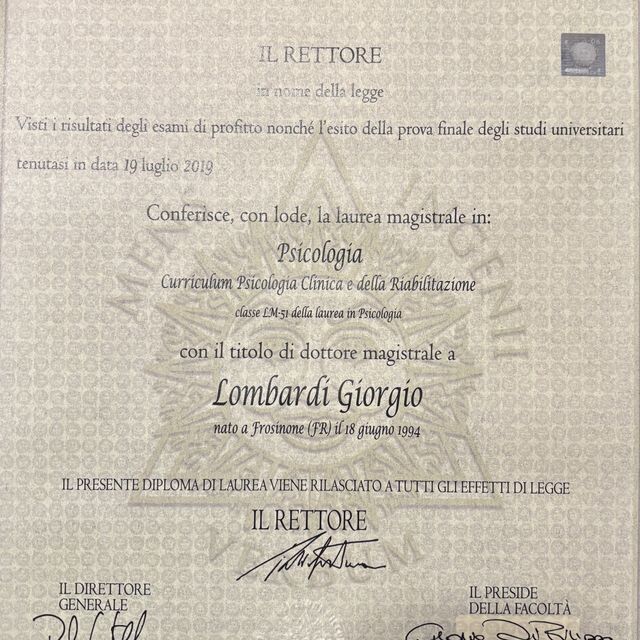 IL RETTORE
in nome della legge
Visti i risultati degli esami di profitto nonché l'esito della prova finale degli studi universitari
tenutasi in data 19 luglio 2019
Conferisce, con lode, la laurea magistrale in:
Psicologia
Curriculum Psicologia Clinica e della Riabilitazione
classe LM-51 della laurea in Psicologia
con il titolo di dottore magistrale a
Lombardi Giorgio
nato a Frosinone (FR) il 18 giugno 1994
IL PRESENTE DIPLOMA DI LAUREA VIENE RILASCIATO A TUTTI GLI EFFETTI DI LEGGE
IL RETTORE
IL DIRETTORE
GENERALE
IL PRESIDE
DELLA FACOLTÀ
MENS
INGENII
VERUM